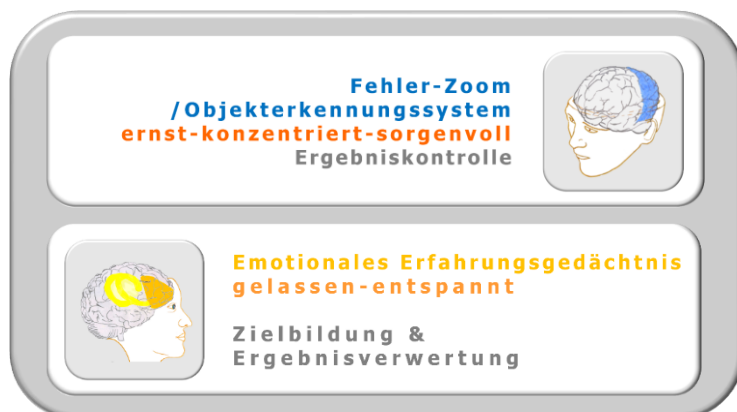 Fehler-Zoom
/Objekterkennungssystem
ernst-konzentriert-sorgenvoll
Ergebniskontrolle
Emotionales Erfahrungsgedächtnis
gelassen-entspannt
Zielbildung &
Ergebnisverwertung